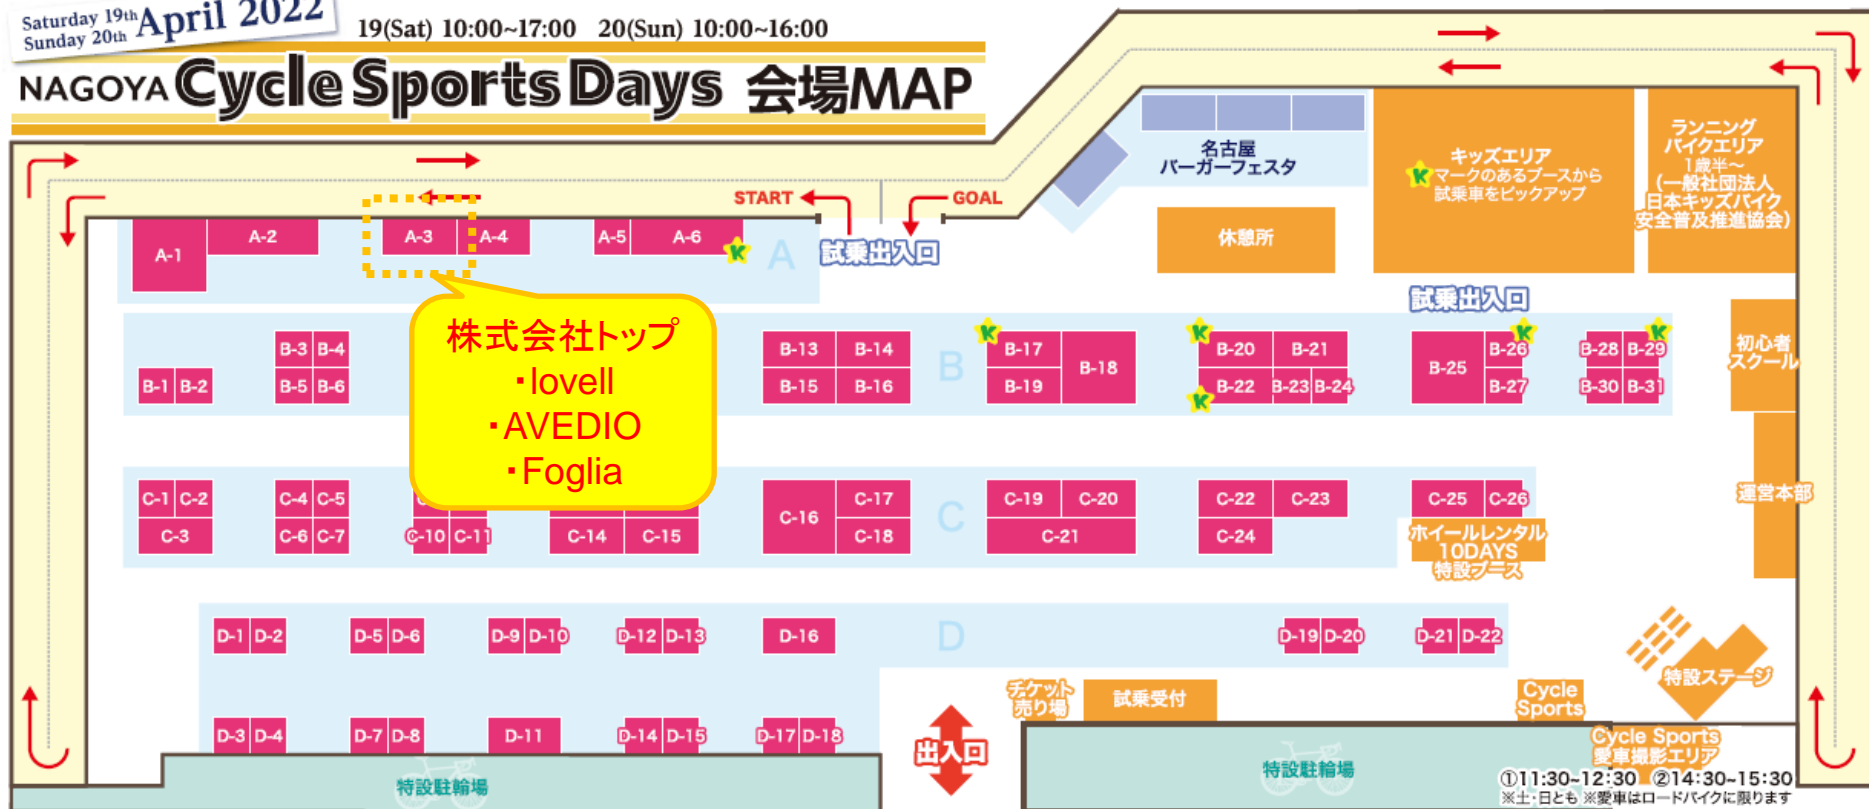 Saturday 19th
Sunday 20th
April 2022
19(Sat) 10:00~17:00 20(Sun) 10:00~16:00
NAGOYA Cycle Sports Days 会場MAP
START
GOAL
試乗出入口
名古屋
バーガーフェスタ
キッズエリア
マークのあるブースから
試乗車をピックアップ
ランニング
バイクエリア
1歳半~
(一般社団法人
日本キッズバイク
安全普及推進協会)
休憩所
試乗出入口
A-1
A-2
A-3
A-4
A-5
A-6
K
A
株式会社トップ
・lovell
・AVEDIO
・Foglia
B-3 B-4
B-1 B-2
B-5 B-6
B-13 B-14
B-15 B-16
B
K
B-17
B-18
B-19
K
B-20 B-21
K
B-22 B-23 B-24
B-25
K
B-26
B-27
K
B-28 B-29
B-30 B-31
初心者
スクール
運営本部
C-1 C-2
C-3
C-4 C-5
C-6 C-7
C-10 C-11
C-14 C-15
C-16
C-17
C-18
C
C-19 C-20
C-21
C-22 C-23
C-24
C-25 C-26
ホイールレンタル
10DAYS
特設ブース
D-1 D-2
D-5 D-6
D-9 D-10
D-12 D-13
D-16
D
D-19 D-20
D-21 D-22
D-3 D-4
D-7 D-8
D-11
D-14 D-15
D-17 D-18
出入口
チケット
売り場
試乗受付
Cycle
Sports
特設ステージ
Cycle Sports
愛車撮影エリア
①11:30~12:30 ②14:30~15:30
※土・日とも ※愛車はロードバイクに限ります
特設駐輪場
特設駐輪場